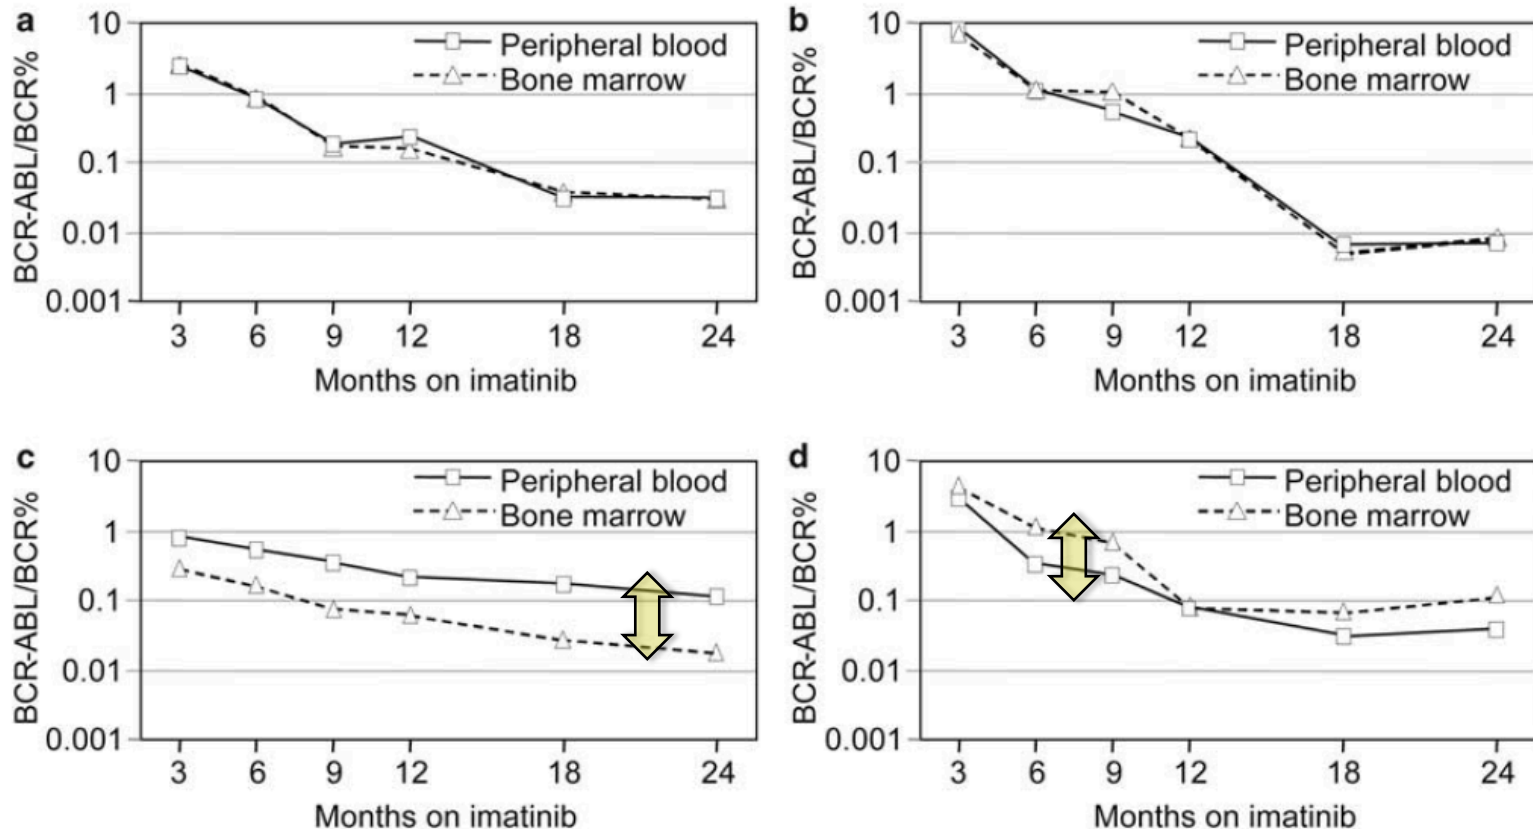 a
BCR-ABL/BCR%
10
1
0.1
0.01
0.001
Peripheral blood
Bone marrow
3 6 9 12 18 24
Months on imatinib
b
BCR-ABL/BCR%
10
1
0.1
0.01
0.001
Peripheral blood
Bone marrow
3 6 9 12 18 24
Months on imatinib
c
BCR-ABL/BCR%
10
1
0.1
0.01
0.001
Peripheral blood
Bone marrow
3 6 9 12 18 24
Months on imatinib
d
BCR-ABL/BCR%
10
1
0.1
0.01
0.001
Peripheral blood
Bone marrow
3 6 9 12 18 24
Months on imatinib